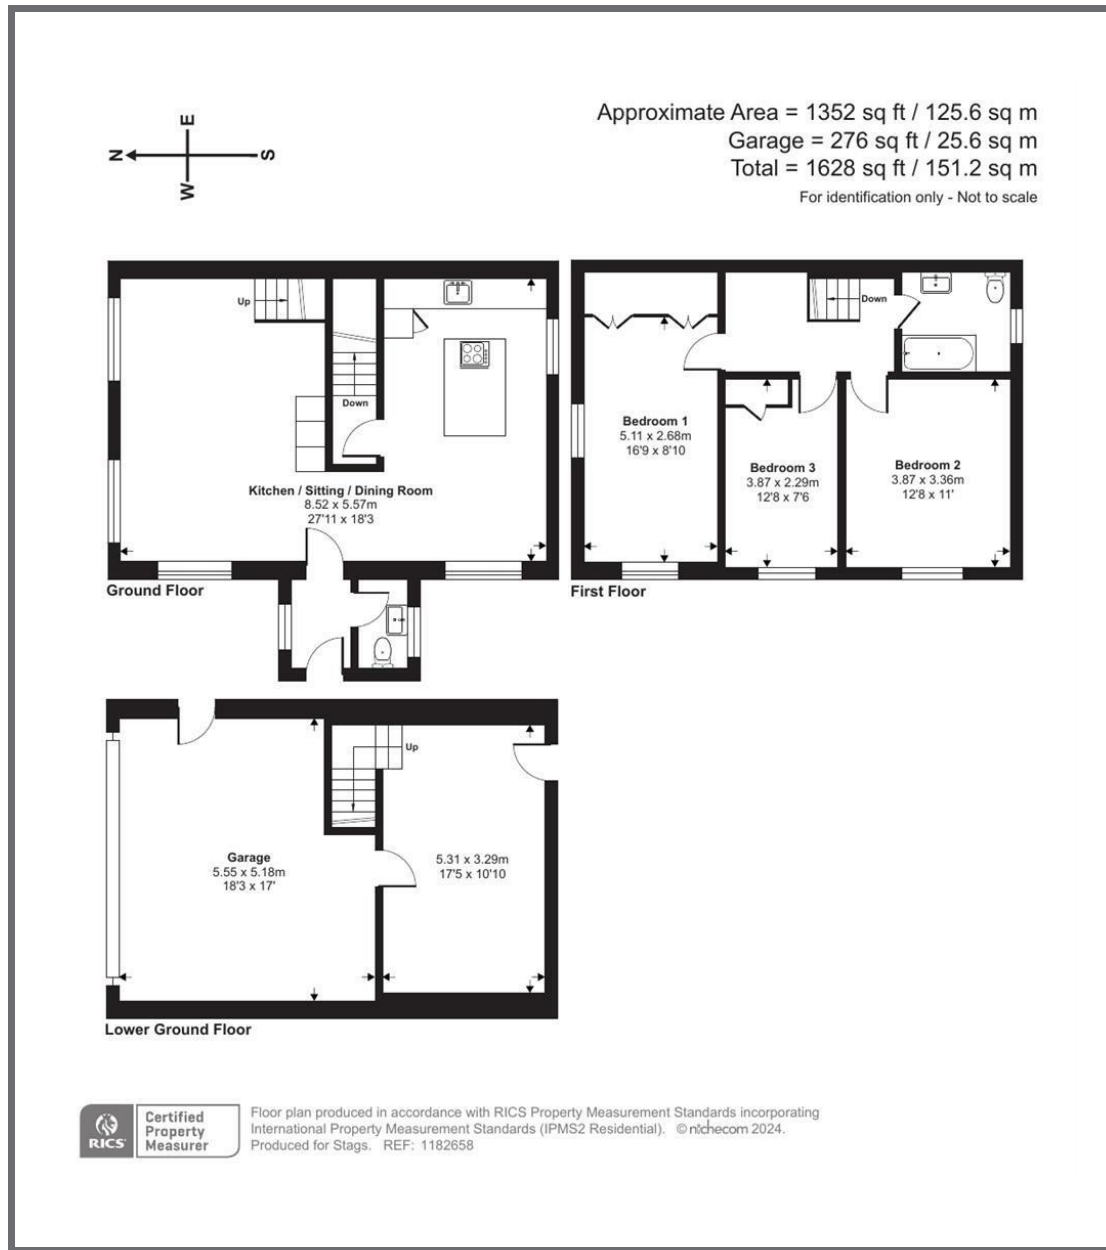 Approximate Area = 1352 sq ft / 125.6 sq m
Garage = 276 sq ft / 25.6 sq m
Total = 1628 sq ft / 151.2 sq m
For identification only - Not to scale
N
E
S
W
Up
Down
Kitchen / Sitting / Dining Room
8.52 x 5.57m
27'11 x 18'3
Ground Floor
Down
Bedroom 1
5.11 x 2.68m
16'9 x 8'10
Bedroom 3
3.87 x 2.29m
12'8 x 7'6
Bedroom 2
3.87 x 3.36m
12'8 x 11'
First Floor
Up
Garage
5.55 x 5.18m
18'3 x 17'
5.31 x 3.29m
17'5 x 10'10
Lower Ground Floor
RICS
Certified
Property
Measurer
Floor plan produced in accordance with RICS Property Measurement Standards incorporating
International Property Measurement Standards (IPMS2 Residential). © nichecom 2024.
Produced for Stags. REF: 1182658